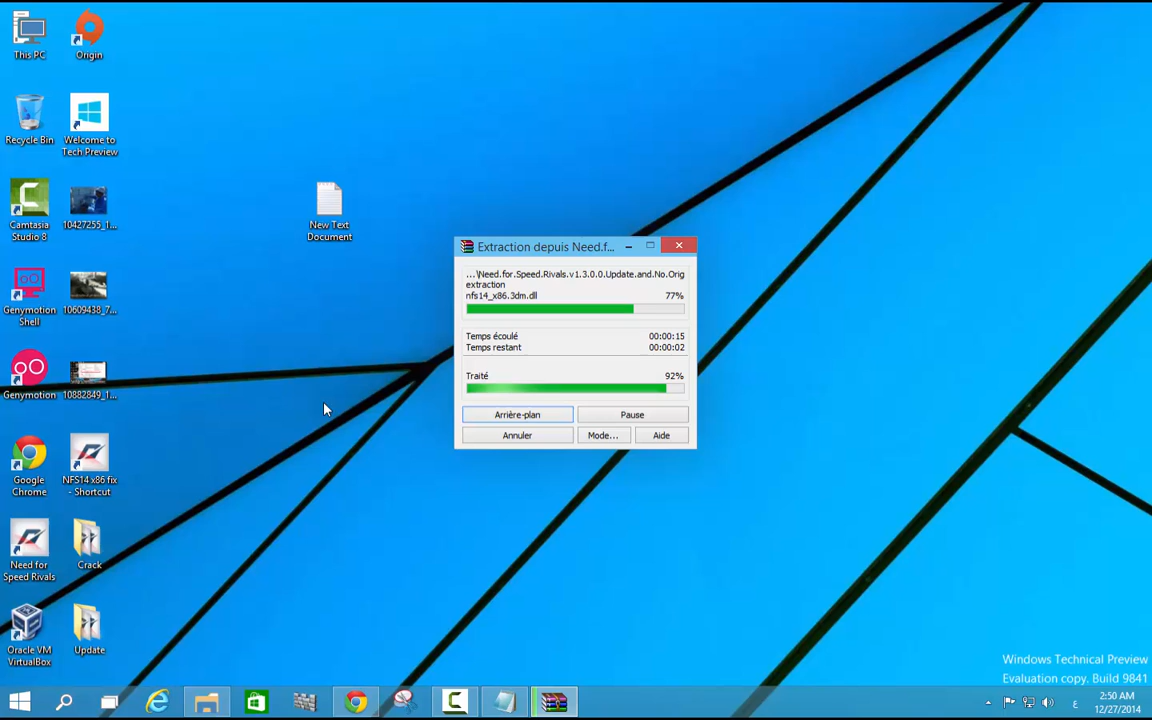 This PC
Origin
Recycle Bin
Welcome to
Tech Preview
Camtasia
Studio 8
10427255_1...
New Text
Document
Genymotion
Shell
10609438_7...
Genymotion
10882849_1...
Google
Chrome
NFS14 x86 fix
- Shortcut
Need for
Speed Rivals
Crack
Oracle VM
VirtualBox
Update
Extraction depuis Need.f...
...\Need.for.Speed.Rivals.v1.3.0.0.Update.and.No.Orig
extraction
nfs14_x86.3dm.dll 77%
Temps écoulé 00:00:15
Temps restant 00:00:02
Traité 92%
Arrière-plan Pause
Annuler Mode... Aide
Windows Technical Preview
Evaluation copy. Build 9841
ع 2:50 AM
12/27/2014